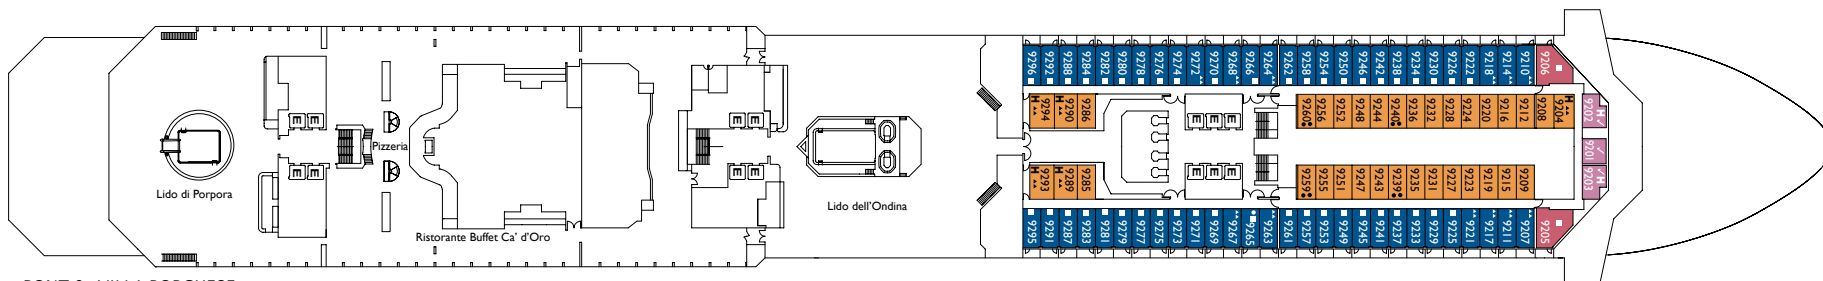 9296 9292 9288 9284 9282 9280 9278 9276 9274 9272 9270 9268 9266 9264 9262 9258 9254 9250 9246 9242 9238 9234 9230 9226 9222 9218 9214 9210 9206
H 9294 H 9290 9286 9260 9256 9252 9248 9244 9240 9236 9232 9228 9224 9220 9216 9212 9208 H 9204 H 9202
E E E E E E E
Pizzeria
9201
E E E E E E E
H 9293 H 9289 9285 9259 9255 9251 9247 9243 9239 9235 9231 9227 9223 9219 9215 9209 H 9203
Lido di Porpora
Lido dell'Ondina
9295 9291 9287 9283 9281 9279 9277 9275 9273 9271 9269 9267 9265 9263 9261 9257 9253 9249 9245 9241 9237 9233 9229 9225 9221 9217 9211 9207 9205
Ristorante Buffet Ca' d'Oro